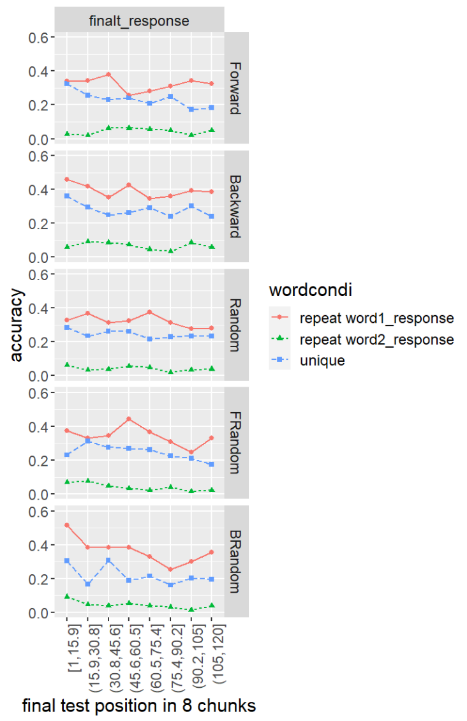 finalt_response
0.6
0.4
0.2
0.0
Forward
0.6
0.4
0.2
0.0
Backward
0.6
0.4
0.2
0.0
Random
0.6
0.4
0.2
0.0
FRandom
0.6
0.4
0.2
0.0
BRandom
accuracy
[1,15.9]
(15.9,30.8]
(30.8,45.6]
(45.6,60.5]
(60.5,75.4]
(75.4,90.2]
(90.2,105]
(105,120]
final test position in 8 chunks
wordcondi
repeat word1_response
repeat word2_response
unique